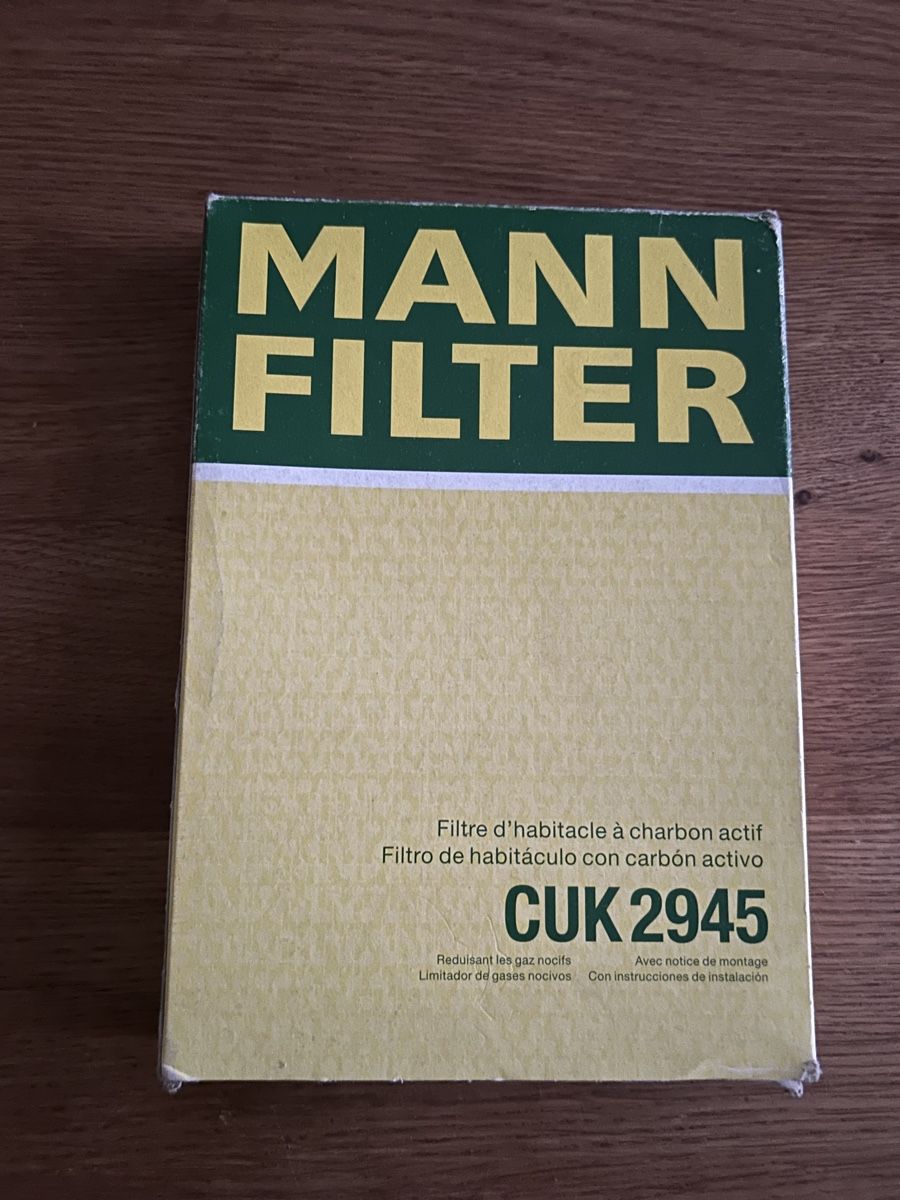 MANN
FILTER
Filtre d'habitacle à charbon actif
Filtro de habitáculo con carbón activo
CUK 2945
Reduisant les gaz nocifs Avec notice de montage
Limitador de gases nocivos Con instrucciones de instalación